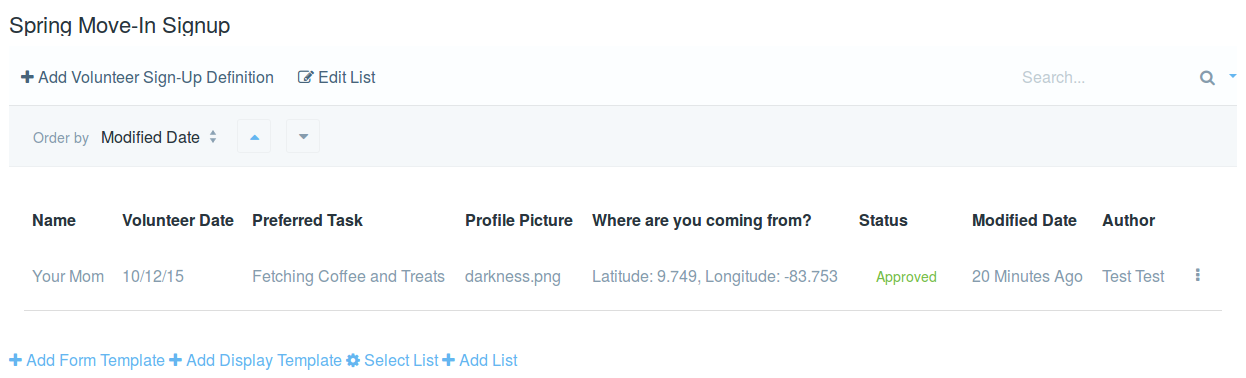 Spring Move-In Signup
Add Volunteer Sign-Up Definition Edit List Search...
Order by Modified Date
Name Volunteer Date Preferred Task Profile Picture Where are you coming from? Status Modified Date Author
Your Mom 10/12/15 Fetching Coffee and Treats darkness.png Latitude: 9.749, Longitude: -83.753 Approved 20 Minutes Ago Test Test
Add Form Template Add Display Template Select List Add List